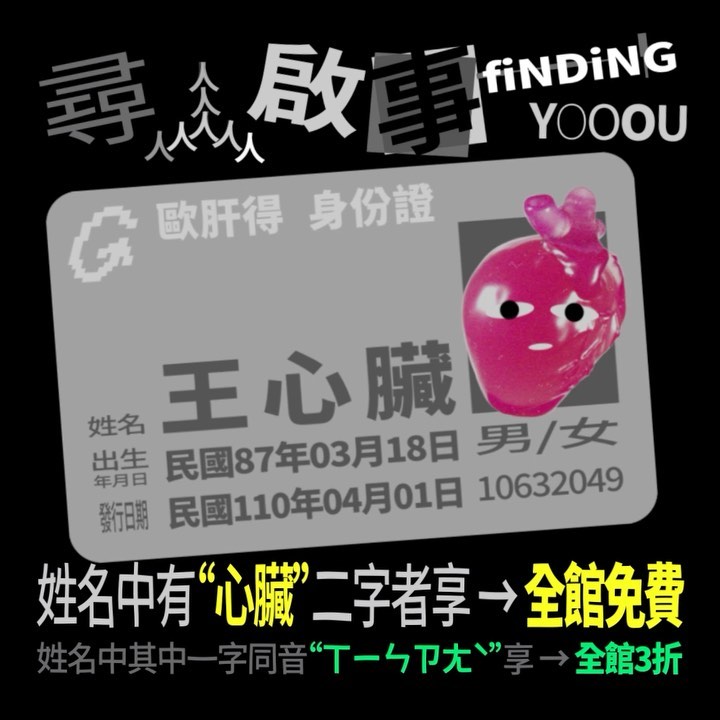 尋人啟事 fiNDiNG
YOOOU
G 歐肝得 身份證
姓名 王心臟
出生年月日 民國87年03月18日 男/女
發行日期 民國110年04月01日 10632049
姓名中有“心臟”二字者享→全館免費
姓名中其中一字同音“ㄒㄧㄣㄗㄤˋ”享→全館3折